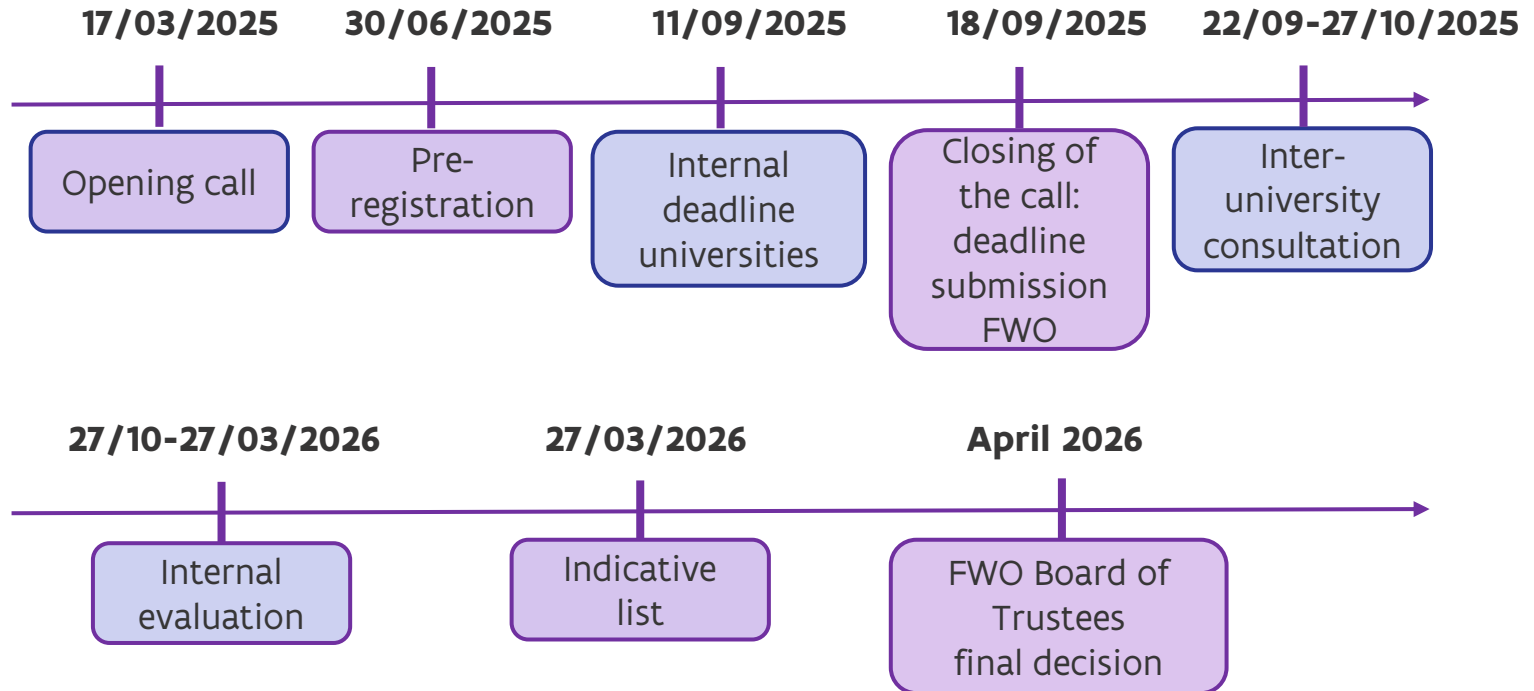 17/03/2025
30/06/2025
11/09/2025
18/09/2025
22/09-27/10/2025
Opening call
Pre-
registration
Internal
deadline
universities
Closing of
the call:
deadline
submission
FWO
Inter-
university
consultation
27/10-27/03/2026
27/03/2026
April 2026
Internal
evaluation
Indicative
list
FWO Board of
Trustees
final decision